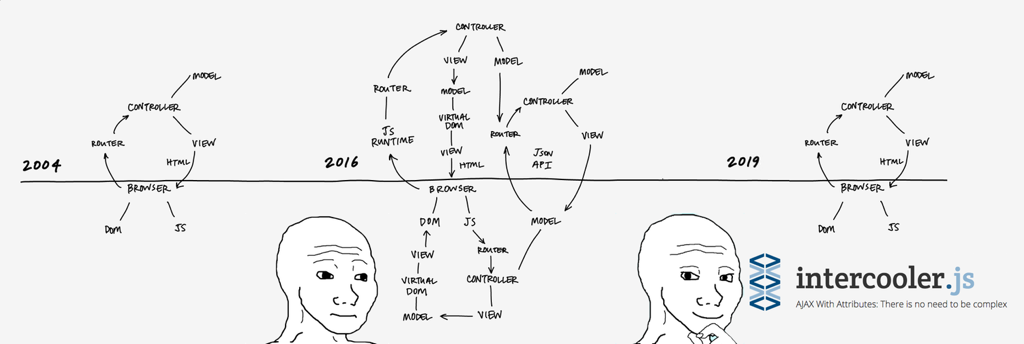 2004
MODEL
CONTROLLER
ROUTER
VIEW
HTML
BROWSER
DOM
JS
2016
CONTROLLER
VIEW
MODEL
ROUTER
MODEL
VIRTUAL
DOM
JS
RUNTIME
VIEW
HTML
MODEL
CONTROLLER
ROUTER
VIEW
JSON
API
BROWSER
DOM
JS
MODEL
ROUTER
VIEW
CONTROLLER
VIRTUAL
DOM
MODEL
VIEW
2019
MODEL
CONTROLLER
ROUTER
VIEW
HTML
BROWSER
DOM
JS
intercooler.js
AJAX With Attributes: There is no need to be complex